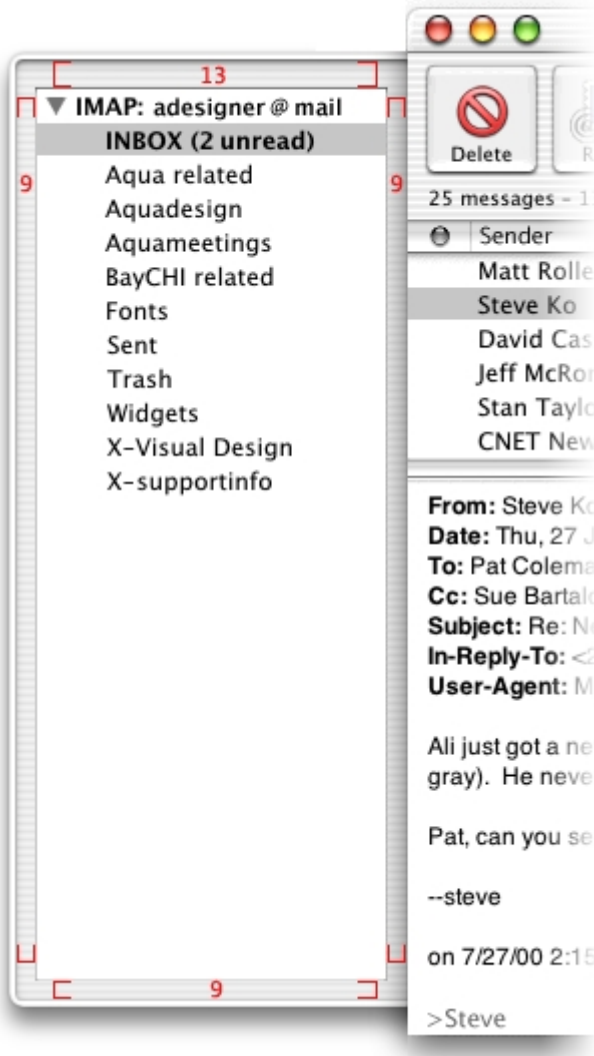 13
IMAP: adesigner @ mail
INBOX (2 unread)
9
9
Aqua related
Aquadesign
Aquameetings
BayCHI related
Fonts
Sent
Trash
Widgets
X-Visual Design
X-supportinfo
9
Delete
25 messages -
Sender
Matt Rolle
Steve Ko
David Cas
Jeff McRon
Stan Taylo
CNET New
From: Steve Ko
Date: Thu, 27 J
To: Pat Colema
Cc: Sue Bartalo
Subject: Re: Ne
In-Reply-To: <2
User-Agent: M
Ali just got a ne
gray). He neve
Pat, can you se
--steve
on 7/27/00 2:15
>Steve